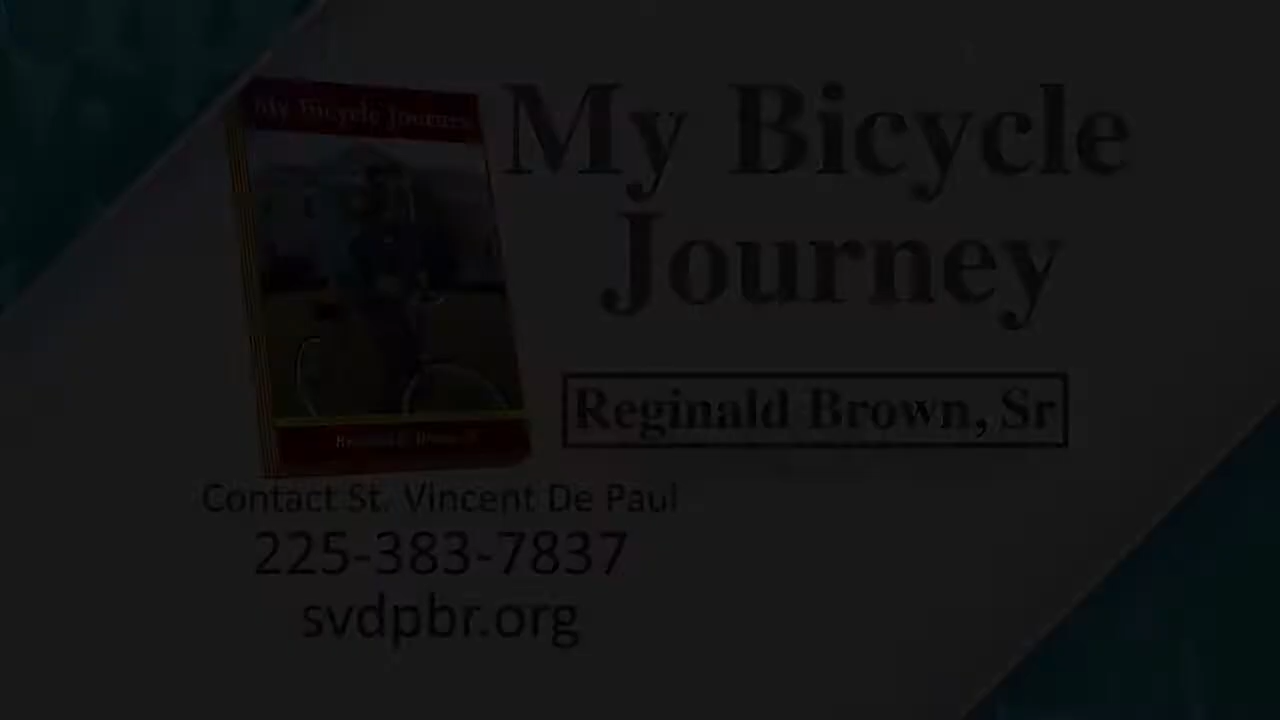 My Bicycle Journey
My Bicycle
Journey
Reginald Brown, Sr
Contact St. Vincent De Paul
225-383-7837
svdpbr.org